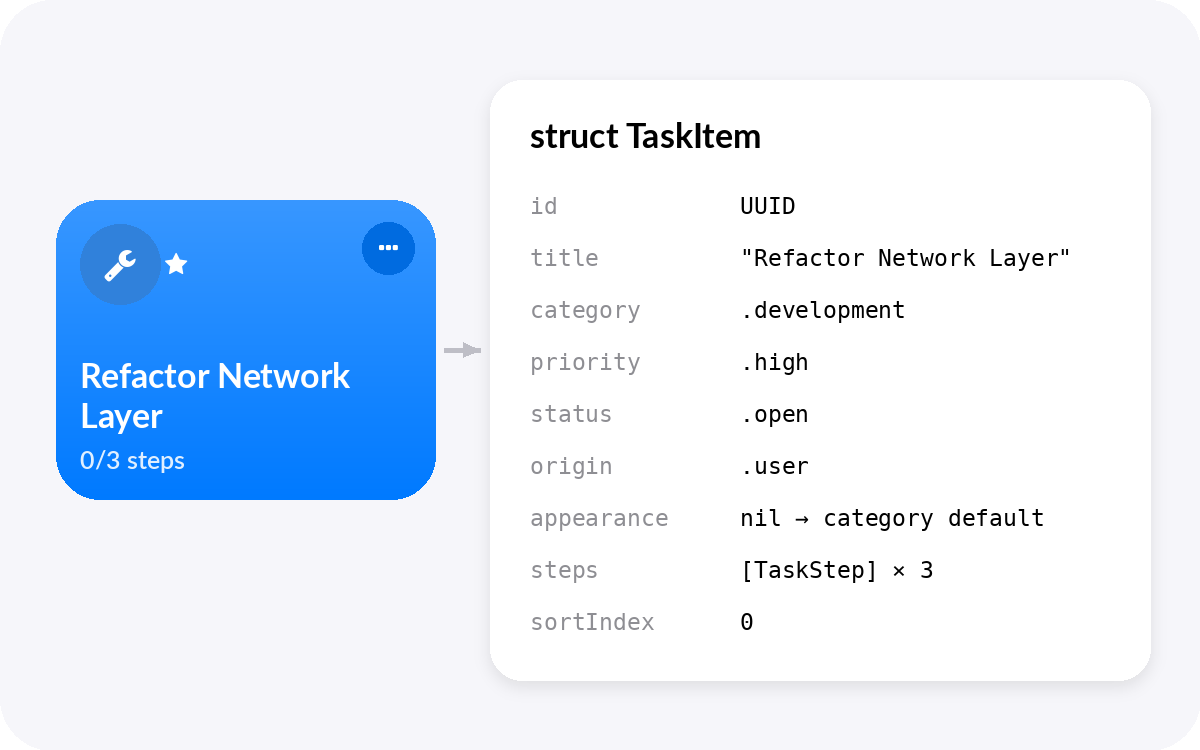 Refactor Network
Layer
0/3 steps
struct TaskItem
id UUID
title "Refactor Network Layer"
category .development
priority .high
status .open
origin .user
appearance nil → category default
steps [TaskStep] × 3
sortIndex 0